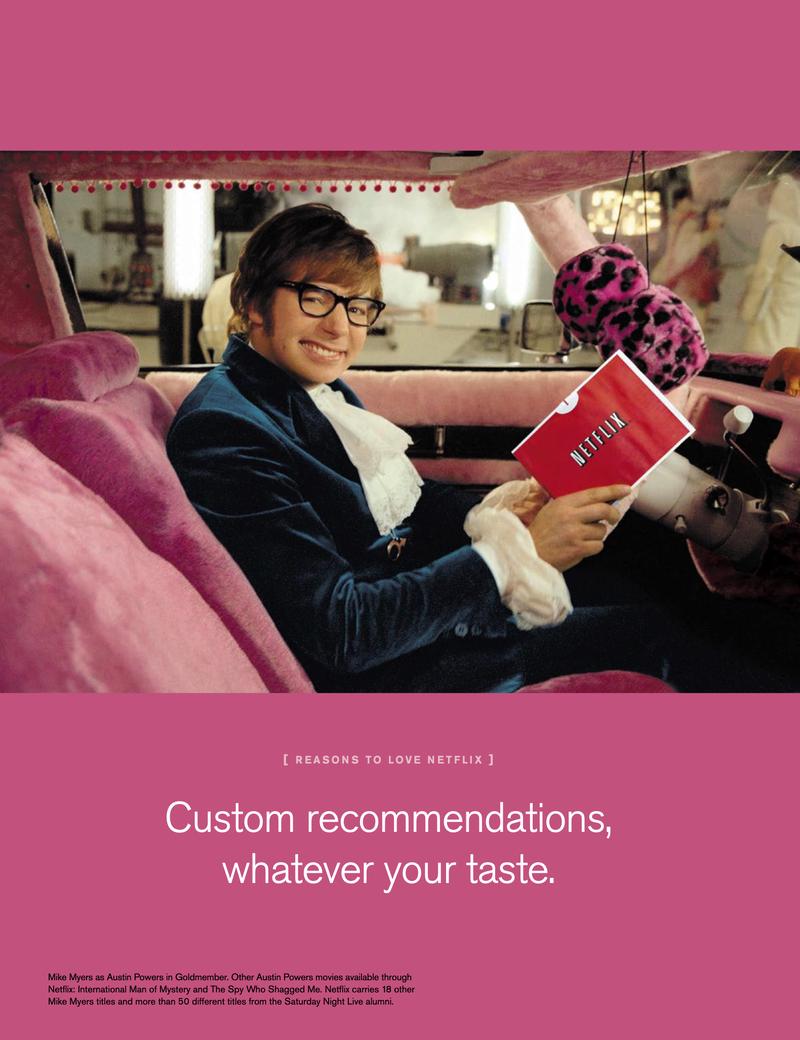 NETFLIX
[ REASONS TO LOVE NETFLIX ]
Custom recommendations,
whatever your taste.
Mike Myers as Austin Powers in Goldmember. Other Austin Powers movies available through
Netflix: International Man of Mystery and The Spy Who Shagged Me. Netflix carries 18 other
Mike Myers titles and more than 50 different titles from the Saturday Night Live alumni.